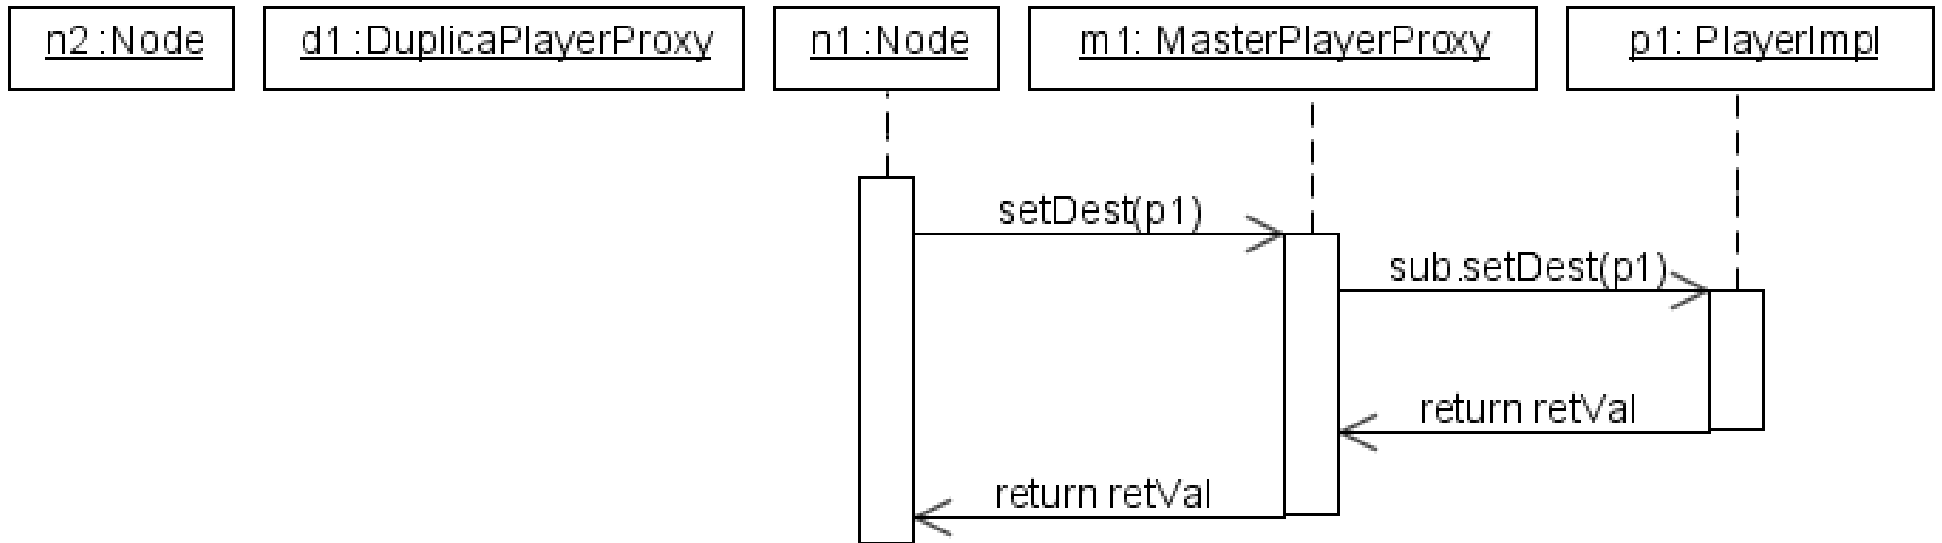 n2 :Node
d1 :DuplicaPlayerProxy
n1 :Node
m1: MasterPlayerProxy
p1: PlayerImpl
setDest(p1)
sub.setDest(p1)
return retVal
return retVal